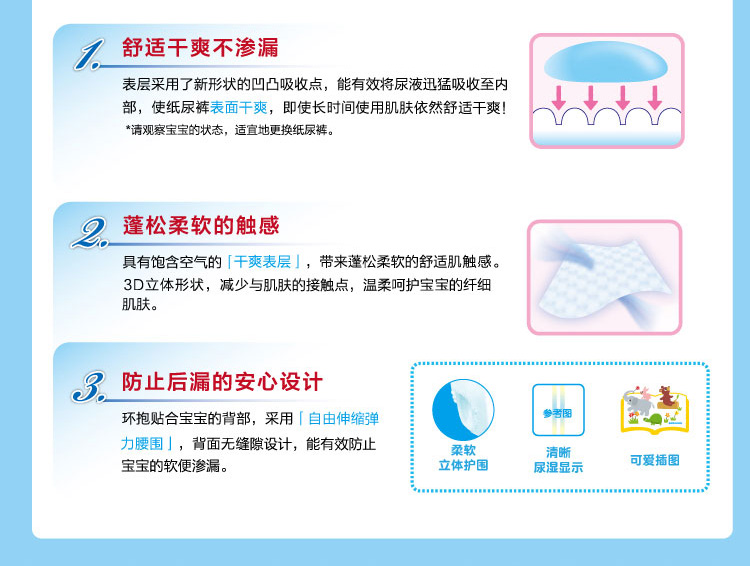 1.
舒适干爽不渗漏
表层采用了新形状的凹凸吸收点，能有效将尿液迅猛吸收至内
部，使纸尿裤表面干爽，即使长时间使用肌肤依然舒适干爽！
*请观察宝宝的状态，适宜地更换纸尿裤。
2.
蓬松柔软的触感
具有饱含空气的「干爽表层」，带来蓬松柔软的舒适肌触感。
3D立体形状，减少与肌肤的接触点，温柔呵护宝宝的纤细
肌肤。
3.
防止后漏的安心设计
环抱贴合宝宝的背部，采用「自由伸缩弹
力腰围」，背面无缝隙设计，能有效防止
宝宝的软便渗漏。
柔软
立体护围
参考图
清晰
尿湿显示
可爱插图